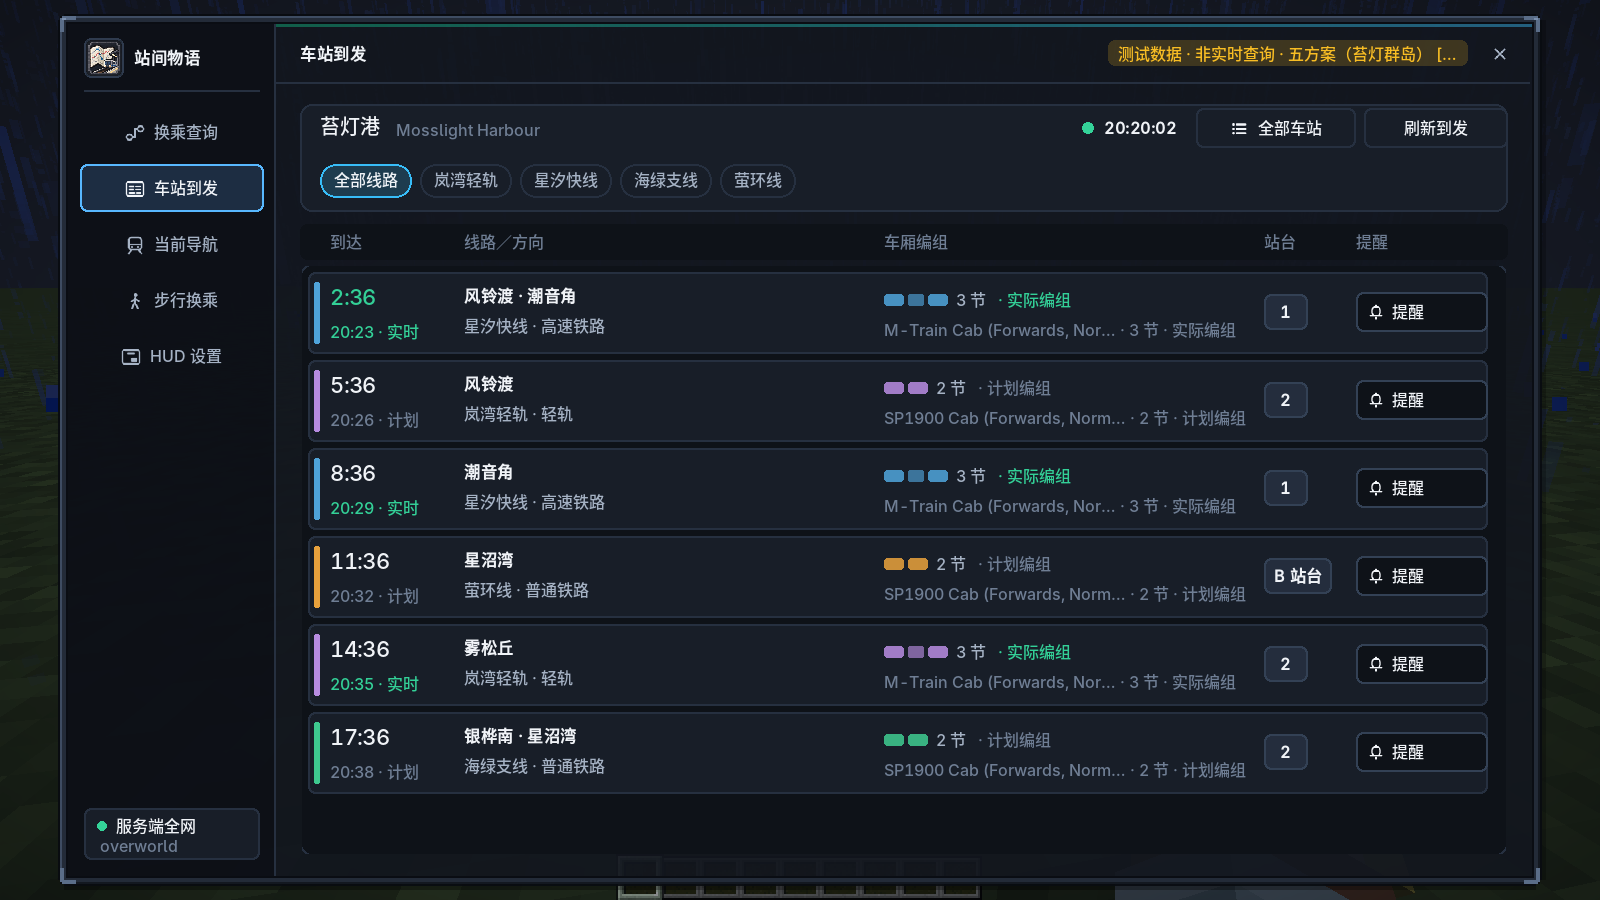 站间物语
车站到发
测试数据 · 非实时查询 · 五方案（苔灯群岛） [...
换乘查询
车站到发
当前导航
步行换乘
HUD 设置
服务端全网
overworld
苔灯港 Mosslight Harbour
20:20:02
全部车站
刷新到发
全部线路 岚湾轻轨 星汐快线 海绿支线 萤环线
到达 线路／方向 车厢编组 站台 提醒
2:36 风铃渡 · 潮音角 3 节 · 实际编组 1 提醒
20:23 · 实时 星汐快线 · 高速铁路 M-Train Cab (Forwards, Nor... · 3 节 · 实际编组
5:36 风铃渡 2 节 · 计划编组 2 提醒
20:26 · 计划 岚湾轻轨 · 轻轨 SP1900 Cab (Forwards, Norm... · 2 节 · 计划编组
8:36 潮音角 3 节 · 实际编组 1 提醒
20:29 · 实时 星汐快线 · 高速铁路 M-Train Cab (Forwards, Nor... · 3 节 · 实际编组
11:36 星沼湾 2 节 · 计划编组 B 站台 提醒
20:32 · 计划 萤环线 · 普通铁路 SP1900 Cab (Forwards, Norm... · 2 节 · 计划编组
14:36 雾松丘 3 节 · 实际编组 2 提醒
20:35 · 实时 岚湾轻轨 · 轻轨 M-Train Cab (Forwards, Nor... · 3 节 · 实际编组
17:36 银桦南 · 星沼湾 2 节 · 计划编组 2 提醒
20:38 · 计划 海绿支线 · 普通铁路 SP1900 Cab (Forwards, Norm... · 2 节 · 计划编组